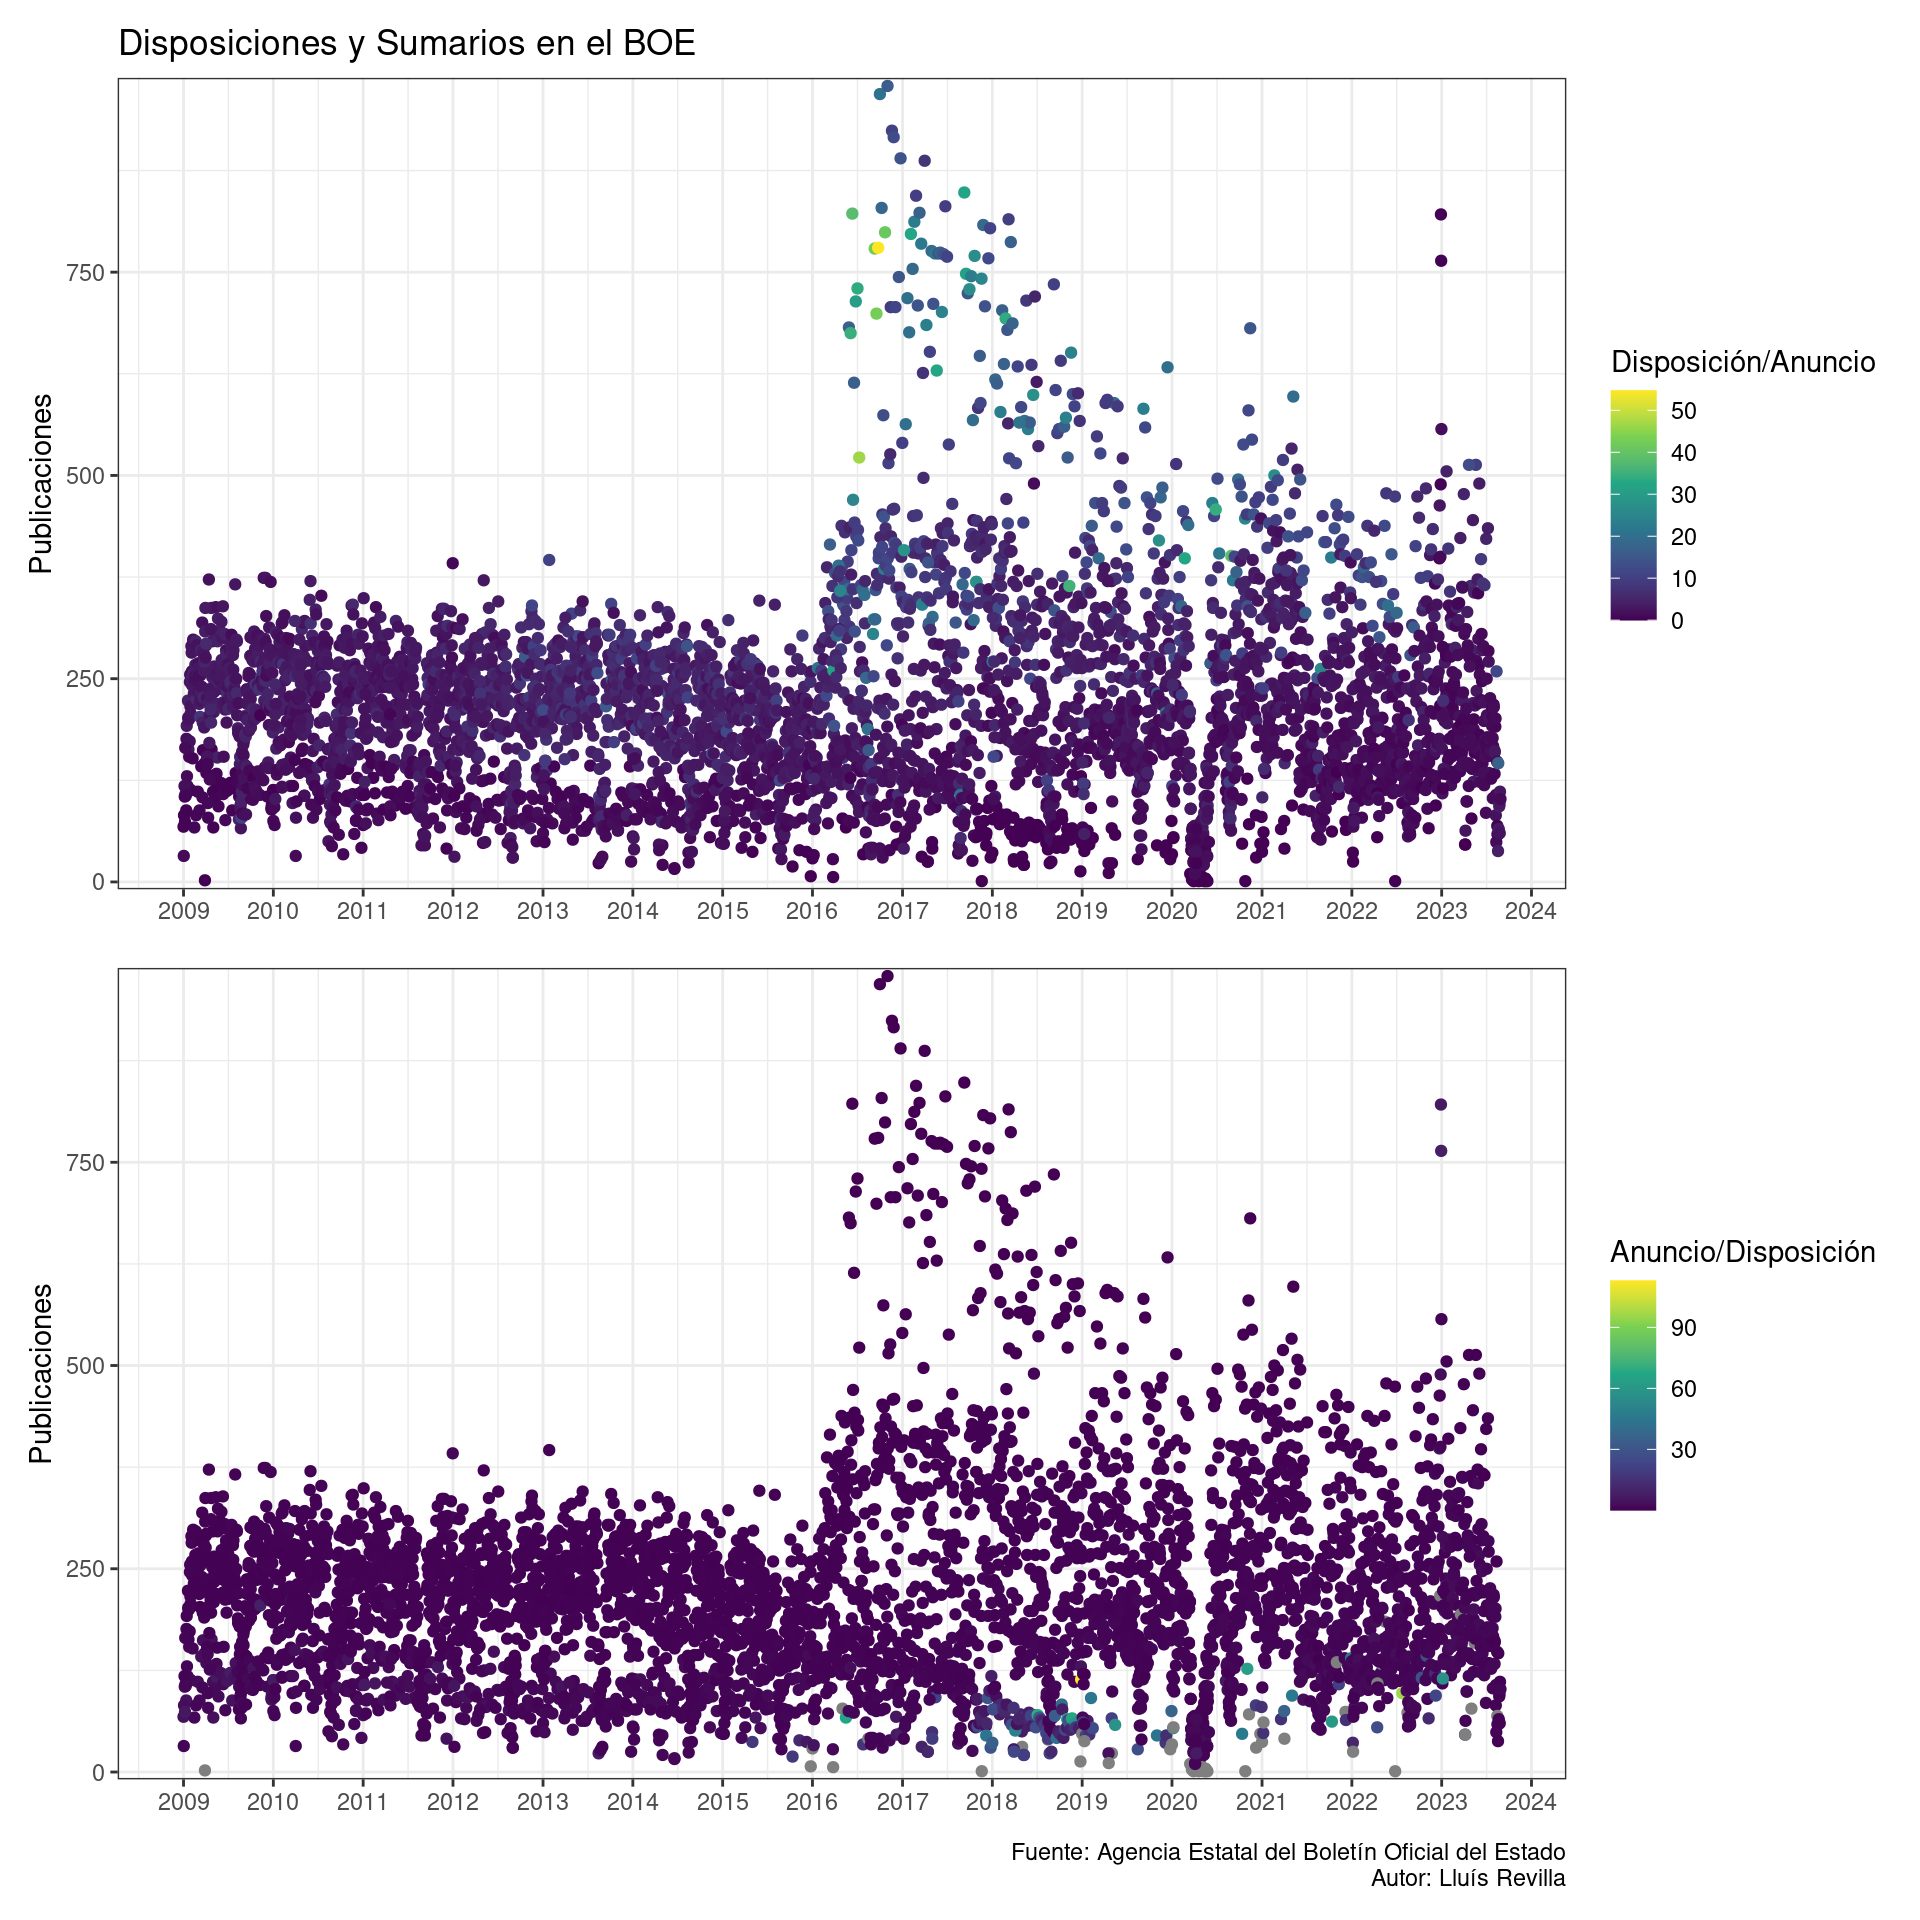 Disposiciones y Sumarios en el BOE
Publicaciones
750
500
250
0
2009 2010 2011 2012 2013 2014 2015 2016 2017 2018 2019 2020 2021 2022 2023 2024
Disposición/Anuncio
50
40
30
20
10
0
Publicaciones
750
500
250
0
2009 2010 2011 2012 2013 2014 2015 2016 2017 2018 2019 2020 2021 2022 2023 2024
Anuncio/Disposición
90
60
30
Fuente: Agencia Estatal del Boletín Oficial del Estado
Autor: Lluís Revilla